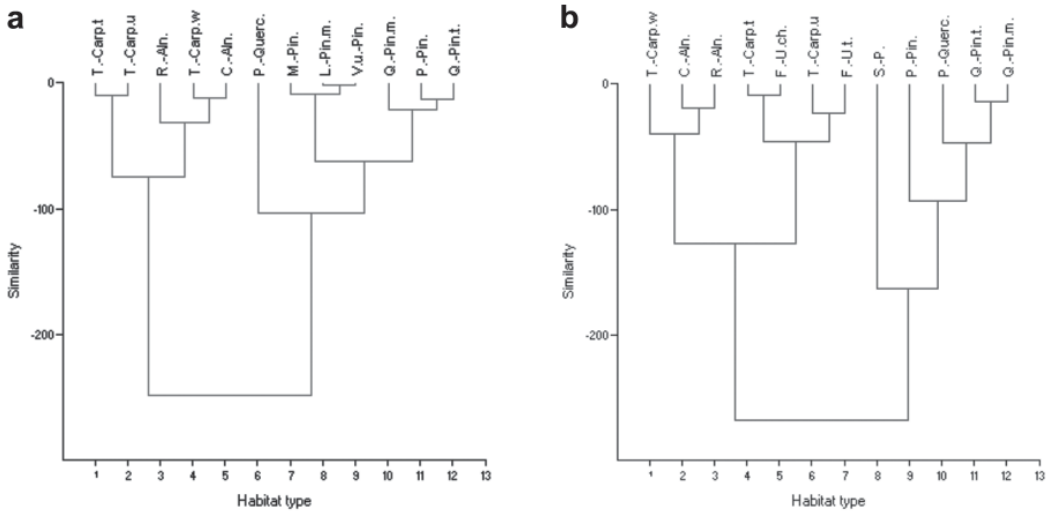 a
T.-Carp.t
T.-Carp.u
R.-Aln.
T.-Carp.w
C.-Aln.
P.-Querc.
M.-Pin.
L.-Pin.m.
V.u.-Pin.
Q.-Pin.m.
P.-Pin.
Q.-Pin.t.
0
-100
-200
Similarity
1 2 3 4 5 6 7 8 9 10 11 12 13
Habitat type
b
T.-Carp.w
C.-Aln.
R.-Aln.
T.-Carp.t
F.-U.ch.
T.-Carp.u
F.-U.t.
S.-P.
P.-Pin.
P.-Querc.
Q.-Pin.t.
Q.-Pin.m.
0
-100
-200
Similarity
1 2 3 4 5 6 7 8 9 10 11 12 13
Habitat type